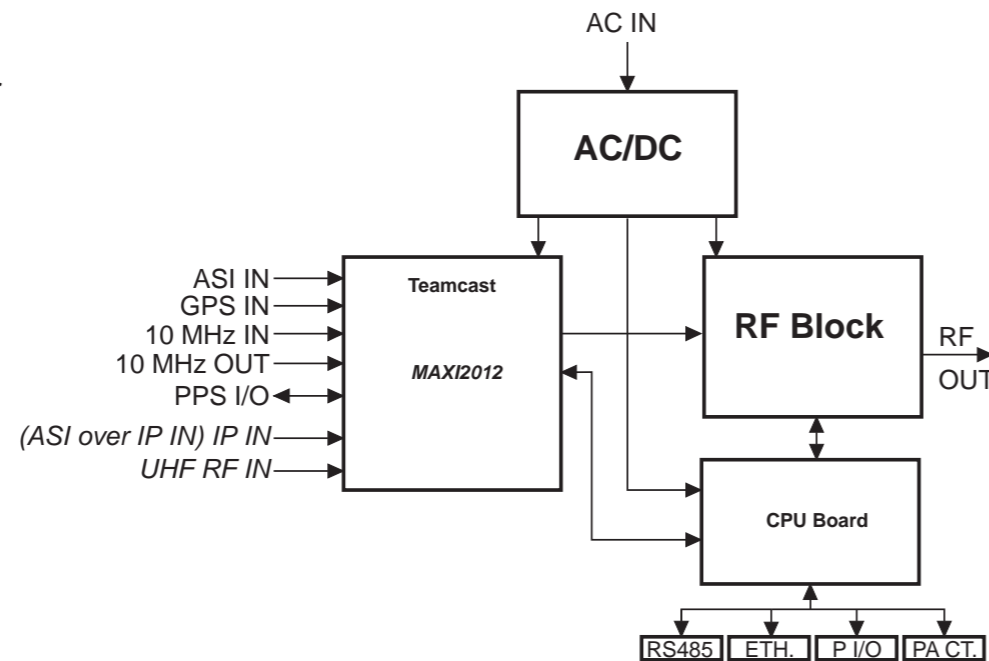 AC IN
AC/DC
ASI IN
GPS IN
10 MHz IN
10 MHz OUT
PPS I/O
(ASI over IP IN) IP IN
UHF RF IN
Teamcast
MAXI2012
RF Block
RF
OUT
CPU Board
RS485
ETH.
P I/O
PA CT.